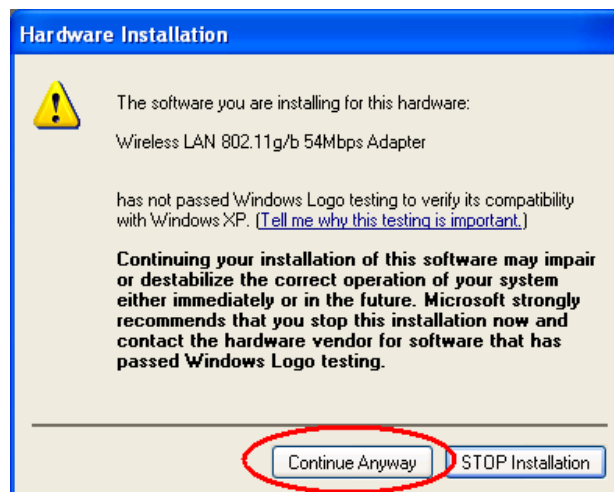 Hardware Installation
The software you are installing for this hardware:
Wireless LAN 802.11g/b 54Mbps Adapter
has not passed Windows Logo testing to verify its compatibility
with Windows XP. (Tell me why this testing is important.)
Continuing your installation of this software may impair
or destabilize the correct operation of your system
either immediately or in the future. Microsoft strongly
recommends that you stop this installation now and
contact the hardware vendor for software that has
passed Windows Logo testing.
Continue Anyway STOP Installation